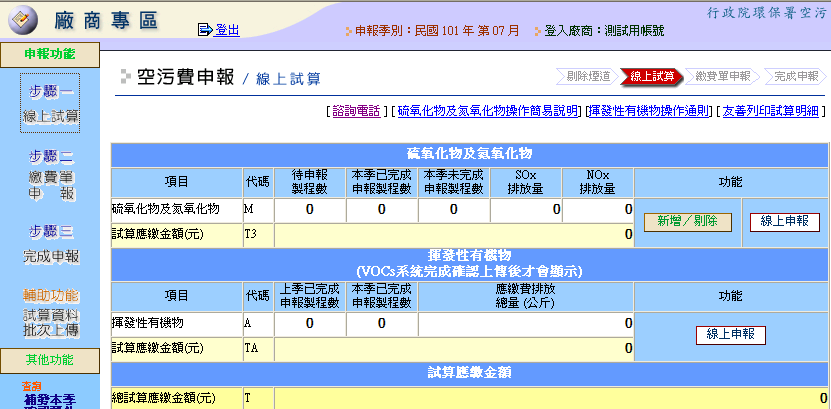 廠商專區
登出
申報季別：民國 101 年 第 07 月
登入廠商：測試用帳號
行政院環保署空污
申報功能
步驟一
線上試算
步驟二
繳費單
申 報
步驟三
完成申報
輔助功能
試算資料
批次上傳
其他功能
查詢
補發本季
空污費申報 / 線上試算
刪除煙道
線上試算
繳費單申報
完成申報
[ 諮詢電話 ] [ 硫氧化物及氮氧化物操作簡易說明] [揮發性有機物操作通則] [ 友善列印試算明細 ]
硫氧化物及氮氧化物
項目 代碼 待申報 製程數 本季已完成 申報製程數 本季未完成 申報製程數 SOx 排放量 NOx 排放量 功能
硫氧化物及氮氧化物 M 0 0 0 0 0 新增／刪除 線上申報
試算應繳金額(元) T3 0
揮發性有機物
(VOCs系統完成確認上傳後才會顯示)
項目 代碼 上季已完成 申報製程數 本季已完成 申報製程數 應繳費排放 總量 (公斤) 功能
揮發性有機物 A 0 0 0 線上申報
試算應繳金額(元) TA 0
試算應繳金額
總試算應繳金額(元) T 0